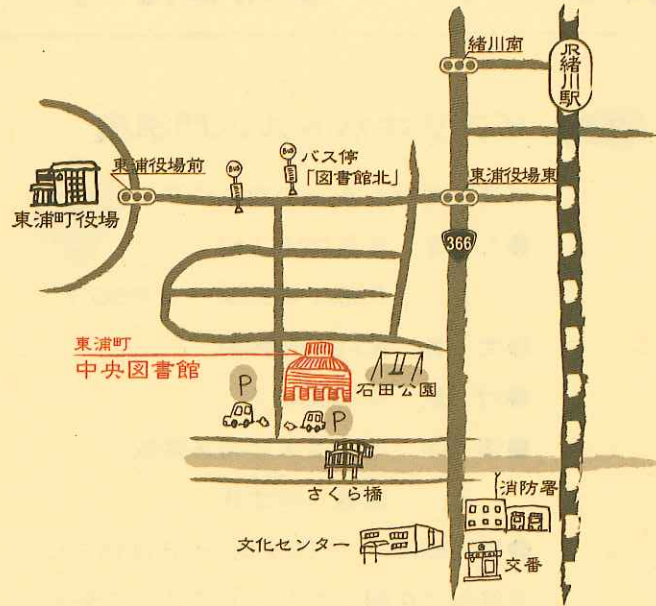 緒川南
JR緒川駅
東浦役場前
BUS
BUS
バス停
「図書館北」
東浦役場東
東浦町役場
366
東浦町
中央図書館
P
P
石田公園
さくら橋
消防署
文化センター
交番